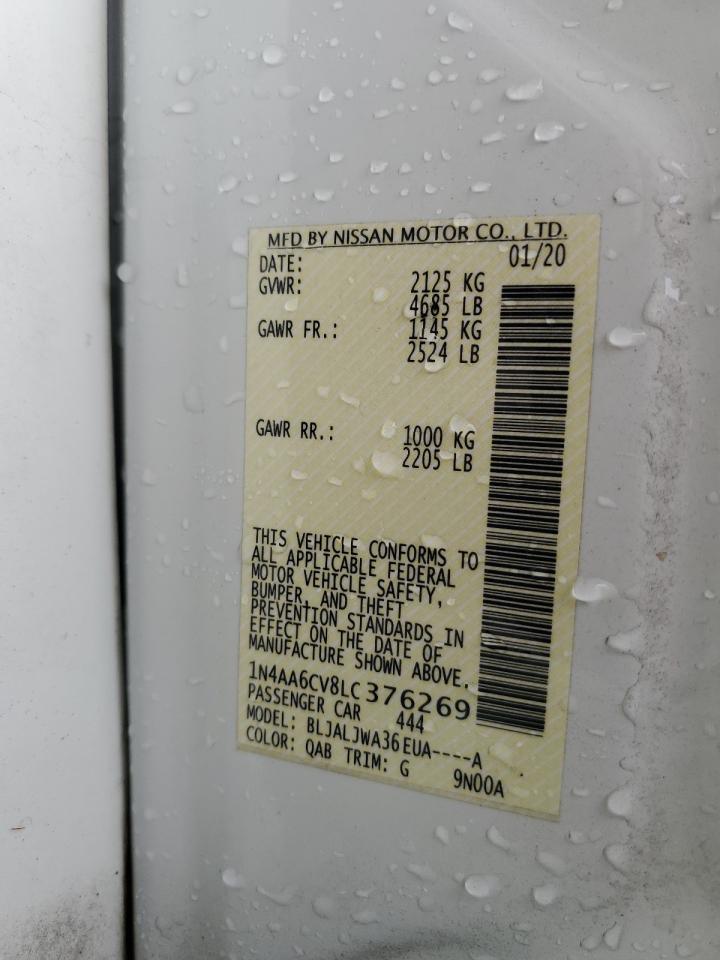 MFD BY NISSAN MOTOR CO., LTD.
DATE: 01/20
GVWR: 2125 KG
4685 LB
GAWR FR.: 1145 KG
2524 LB
GAWR RR.: 1000 KG
2205 LB
THIS VEHICLE CONFORMS TO
ALL APPLICABLE FEDERAL
MOTOR VEHICLE SAFETY,
BUMPER, AND THEFT
PREVENTION STANDARDS IN
EFFECT ON THE DATE OF
MANUFACTURE SHOWN ABOVE.
1N4AA6CV8LC376269
PASSENGER CAR 444
MODEL: BLJALJWA36EUA----A
COLOR: QAB TRIM: G 9N00A